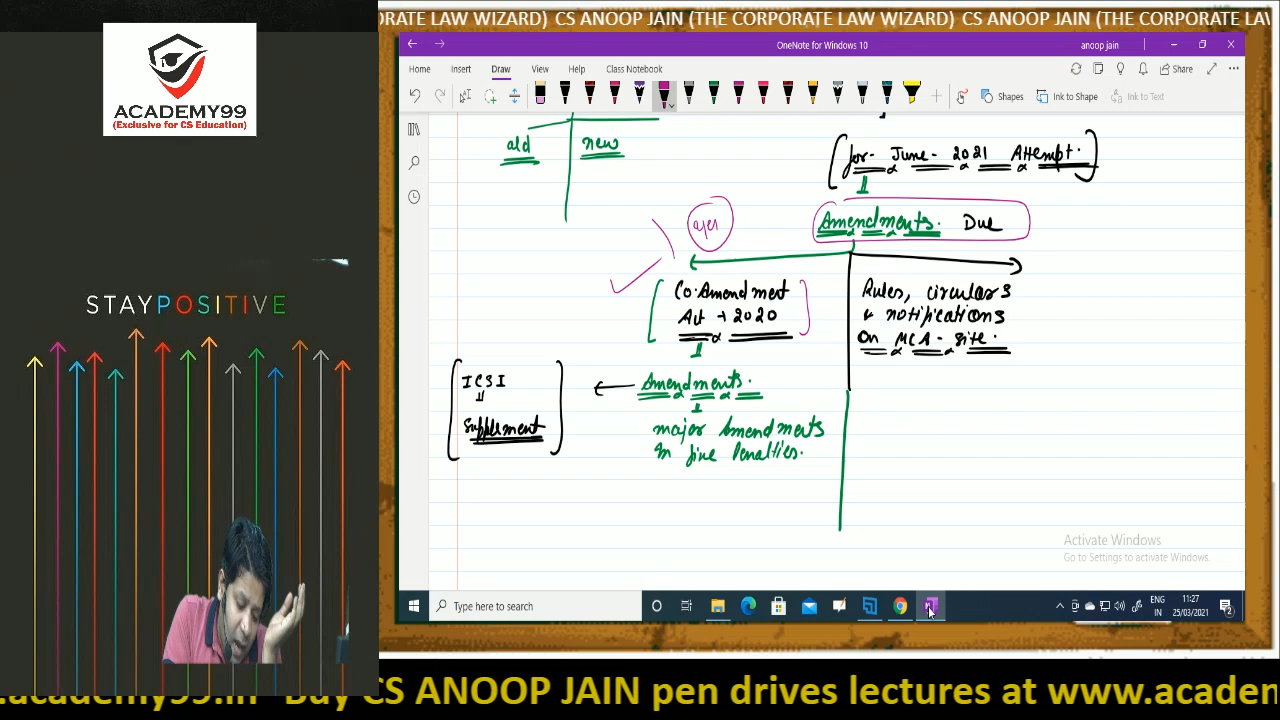 ORATE LAW WIZARD) CS ANOOP JAIN (THE CORPORATE LAW WIZARD) CS ANOOP JAIN (THE CORPORATE LA
ACADEMY99
(Exclusive for CS Education)
STAYPOSITIVE
OneNote for Windows 10
anoop jain
Home Insert Draw View Help Class Notebook
Share
Shapes Ink to Shape Ink to Text
old new
for June - 2021 Attempt.
Amendments. Due
Co. Amendment
Act → 2020
Rules, circulars
& notifications
On MCA - Site.
ICSI
Supplement
Amendments.
major Amendments
In fine Penalties.
Activate Windows
Go to Settings to activate Windows.
Type here to search
ENG
IN
11:27
25/03/2021
2
.academy99.in Buy CS ANOOP JAIN pen drives lectures at www.academ